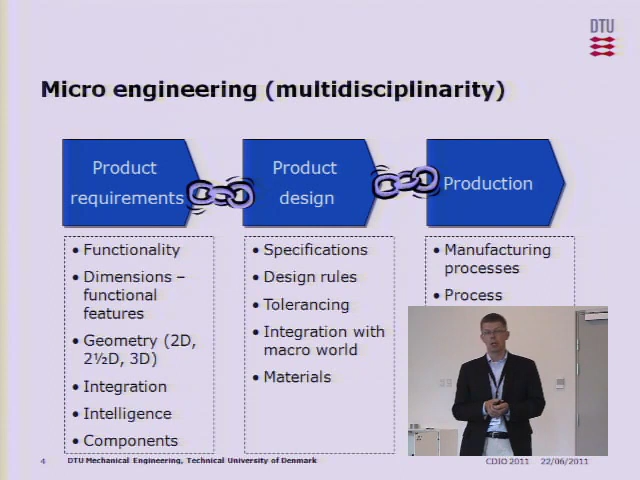 DTU
Micro engineering (multidisciplinarity)
Product
requirements
Product
design
Production
• Functionality
• Dimensions –
functional
features
• Geometry (2D,
2½D, 3D)
• Integration
• Intelligence
• Components
• Specifications
• Design rules
• Tolerancing
• Integration with
macro world
• Materials
• Manufacturing
processes
• Process
4 DTU Mechanical Engineering, Technical University of Denmark
CDIO 2011 22/06/2011